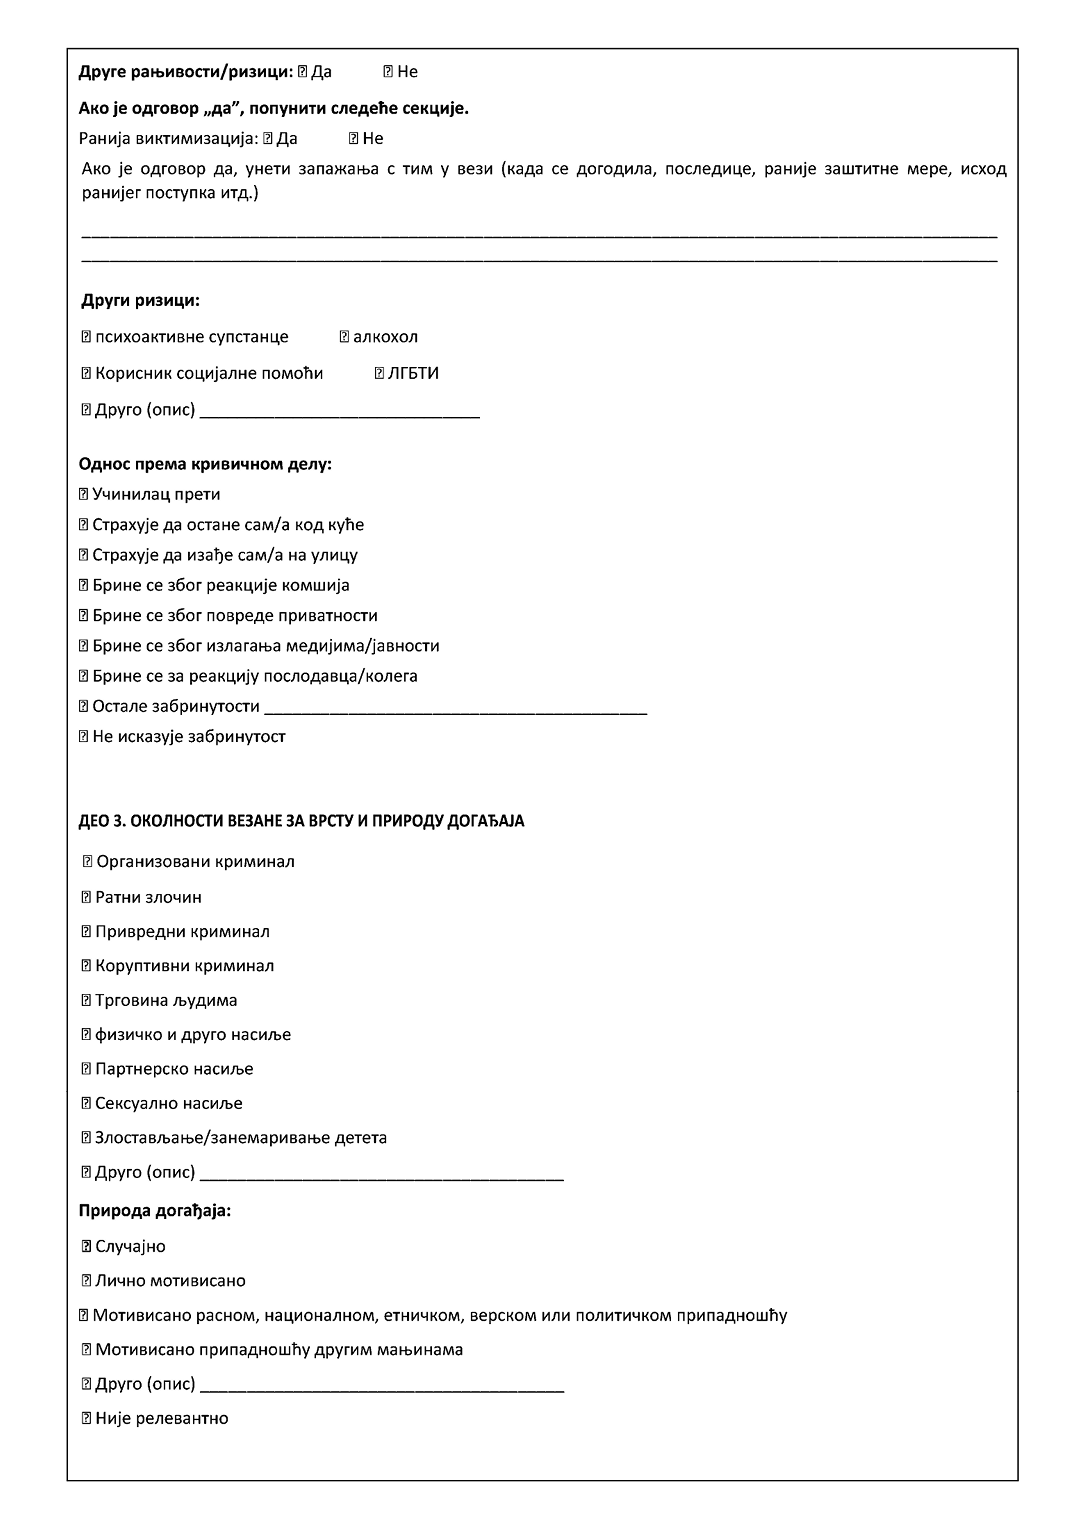 Друге рањивости/ризици: ⍰ Да ⍰ Не
Ако је одговор „да”, попунити следеће секције.
Ранија виктимизација: ⍰ Да ⍰ Не
Ако је одговор да, унети запажања с тим у вези (када се догодила, последице, раније заштитне мере, исход
ранијег поступка итд.)
________________________________________________________________________________
________________________________________________________________________________
Други ризици:
⍰ психоактивне супстанце ⍰ алкохол
⍰ Корисник социјалне помоћи ⍰ ЛГБТИ
⍰ Друго (опис) ______________________________
Однос према кривичном делу:
⍰ Учинилац прети
⍰ Страхује да остане сам/а код куће
⍰ Страхује да изађе сам/а на улицу
⍰ Брине се због реакције комшија
⍰ Брине се због повреде приватности
⍰ Брине се због излагања медијима/јавности
⍰ Брине се за реакцију послодавца/колега
⍰ Остале забринутости _________________________________________
⍰ Не исказује забринутост
ДЕО 3. ОКОЛНОСТИ ВЕЗАНЕ ЗА ВРСТУ И ПРИРОДУ ДОГАЂАЈА
⍰ Организовани криминал
⍰ Ратни злочин
⍰ Привредни криминал
⍰ Коруптивни криминал
⍰ Трговина људима
⍰ физичко и друго насиље
⍰ Партнерско насиље
⍰ Сексуално насиље
⍰ Злостављање/занемаривање детета
⍰ Друго (опис) _______________________________________
Природа догађаја:
⍰ Случајно
⍰ Лично мотивисано
⍰ Мотивисано расном, националном, етничком, верском или политичком припадношћу
⍰ Мотивисано припадношћу другим мањинама
⍰ Друго (опис) _______________________________________
⍰ Није релевантно